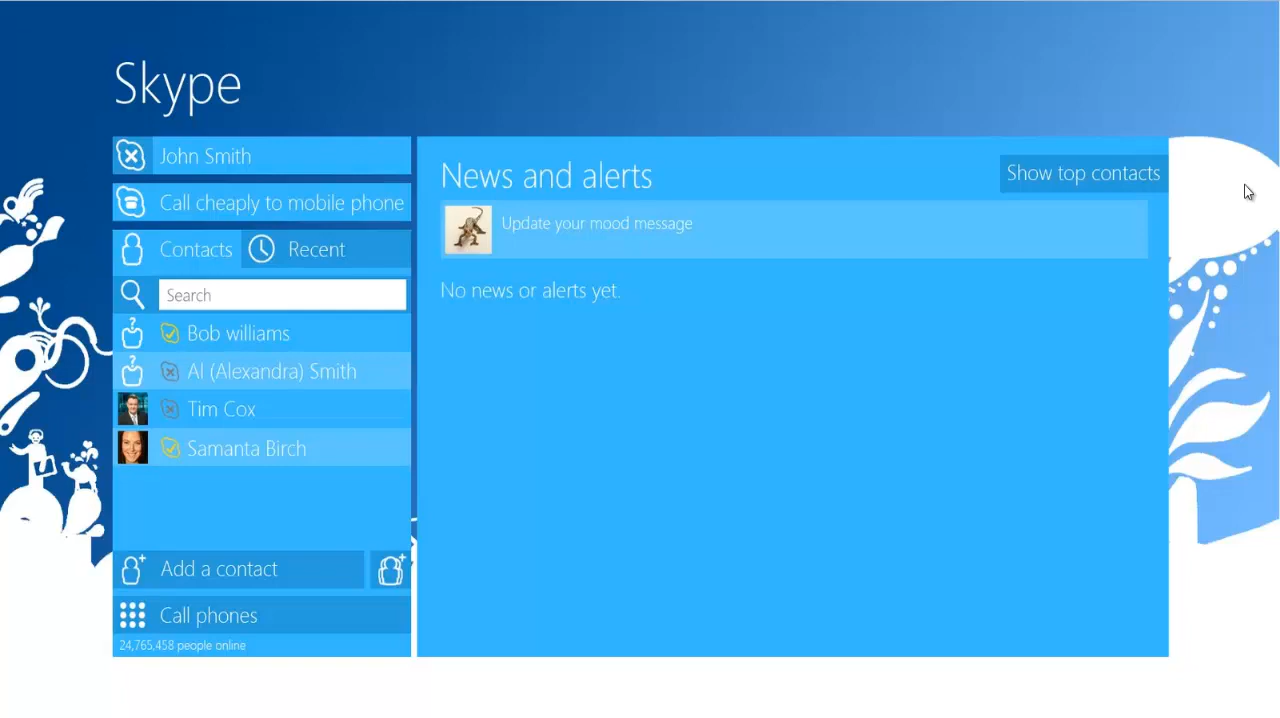 Skype
John Smith
Call cheaply to mobile phone
Contacts
Recent
Search
Bob williams
Al (Alexandra) Smith
Tim Cox
Samanta Birch
Add a contact
Call phones
24,765,458 people online
News and alerts
Show top contacts
Update your mood message
No news or alerts yet.